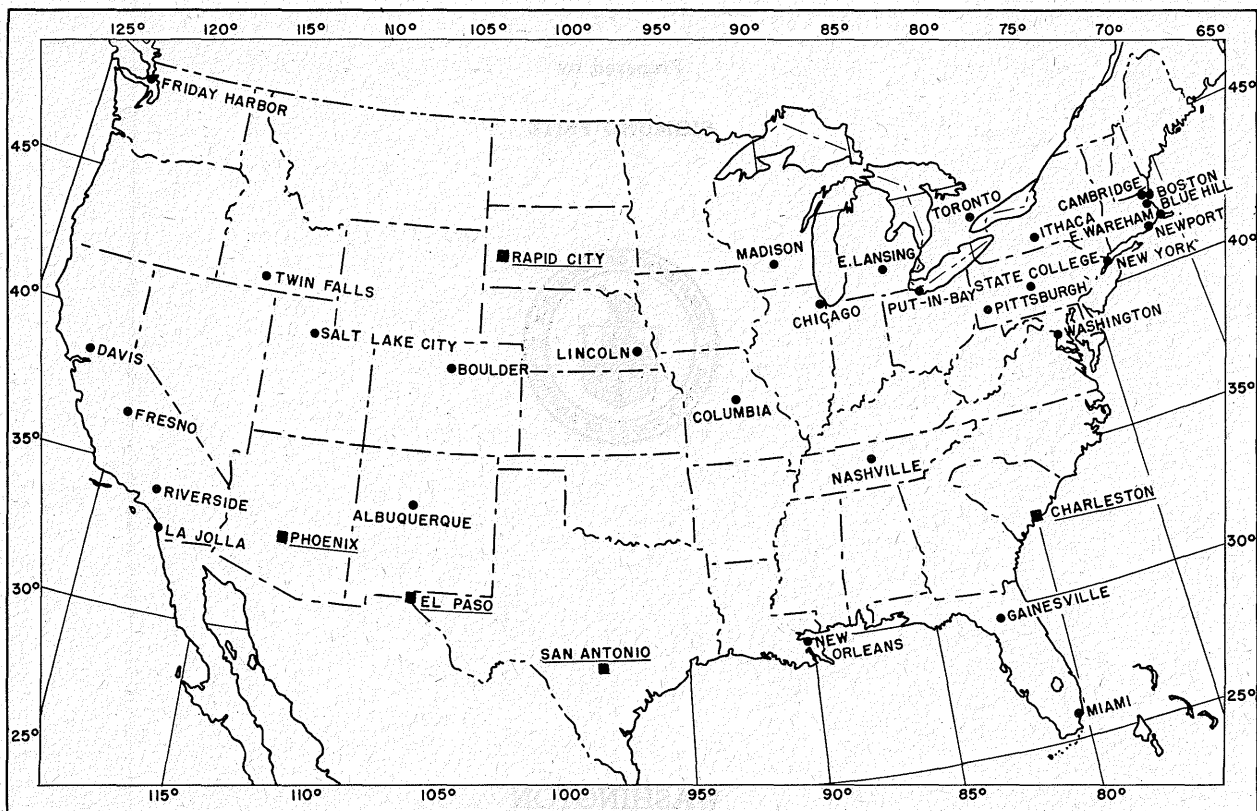 125° 120° N0° 105° 100° 95° 90° 85° 80° 75° 70° 65°
FRIDAY HARBOR
45°
45°
TORONTO
CAMBRIDGE
BOSTON
BLUE HILL
ITHACA
E. WAREHAM
NEWPORT
40°
MADISON
E. LANSING
RAPID CITY
STATE COLLEGE
NEW YORK
TWIN FALLS
40°
PUT-IN-BAY
PITTSBURGH
CHICAGO
WASHINGTON
SALT LAKE CITY
DAVIS
LINCOLN
BOULDER
35°
COLUMBIA
FRESNO
35°
NASHVILLE
RIVERSIDE
CHARLESTON
ALBUQUERQUE
LA JOLLA
PHOENIX
30°
30°
EL PASO
GAINESVILLE
NEW
ORLEANS
SAN ANTONIO
25°
MIAMI
25°
115° 110° 105° 100° 95° 90° 85° 80°